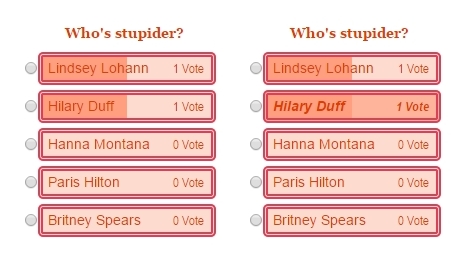 Who's stupider?
Lindsey Lohann 1 Vote
Hilary Duff 1 Vote
Hanna Montana 0 Vote
Paris Hilton 0 Vote
Britney Spears 0 Vote
Who's stupider?
Lindsey Lohann 1 Vote
Hilary Duff 1 Vote
Hanna Montana 0 Vote
Paris Hilton 0 Vote
Britney Spears 0 Vote